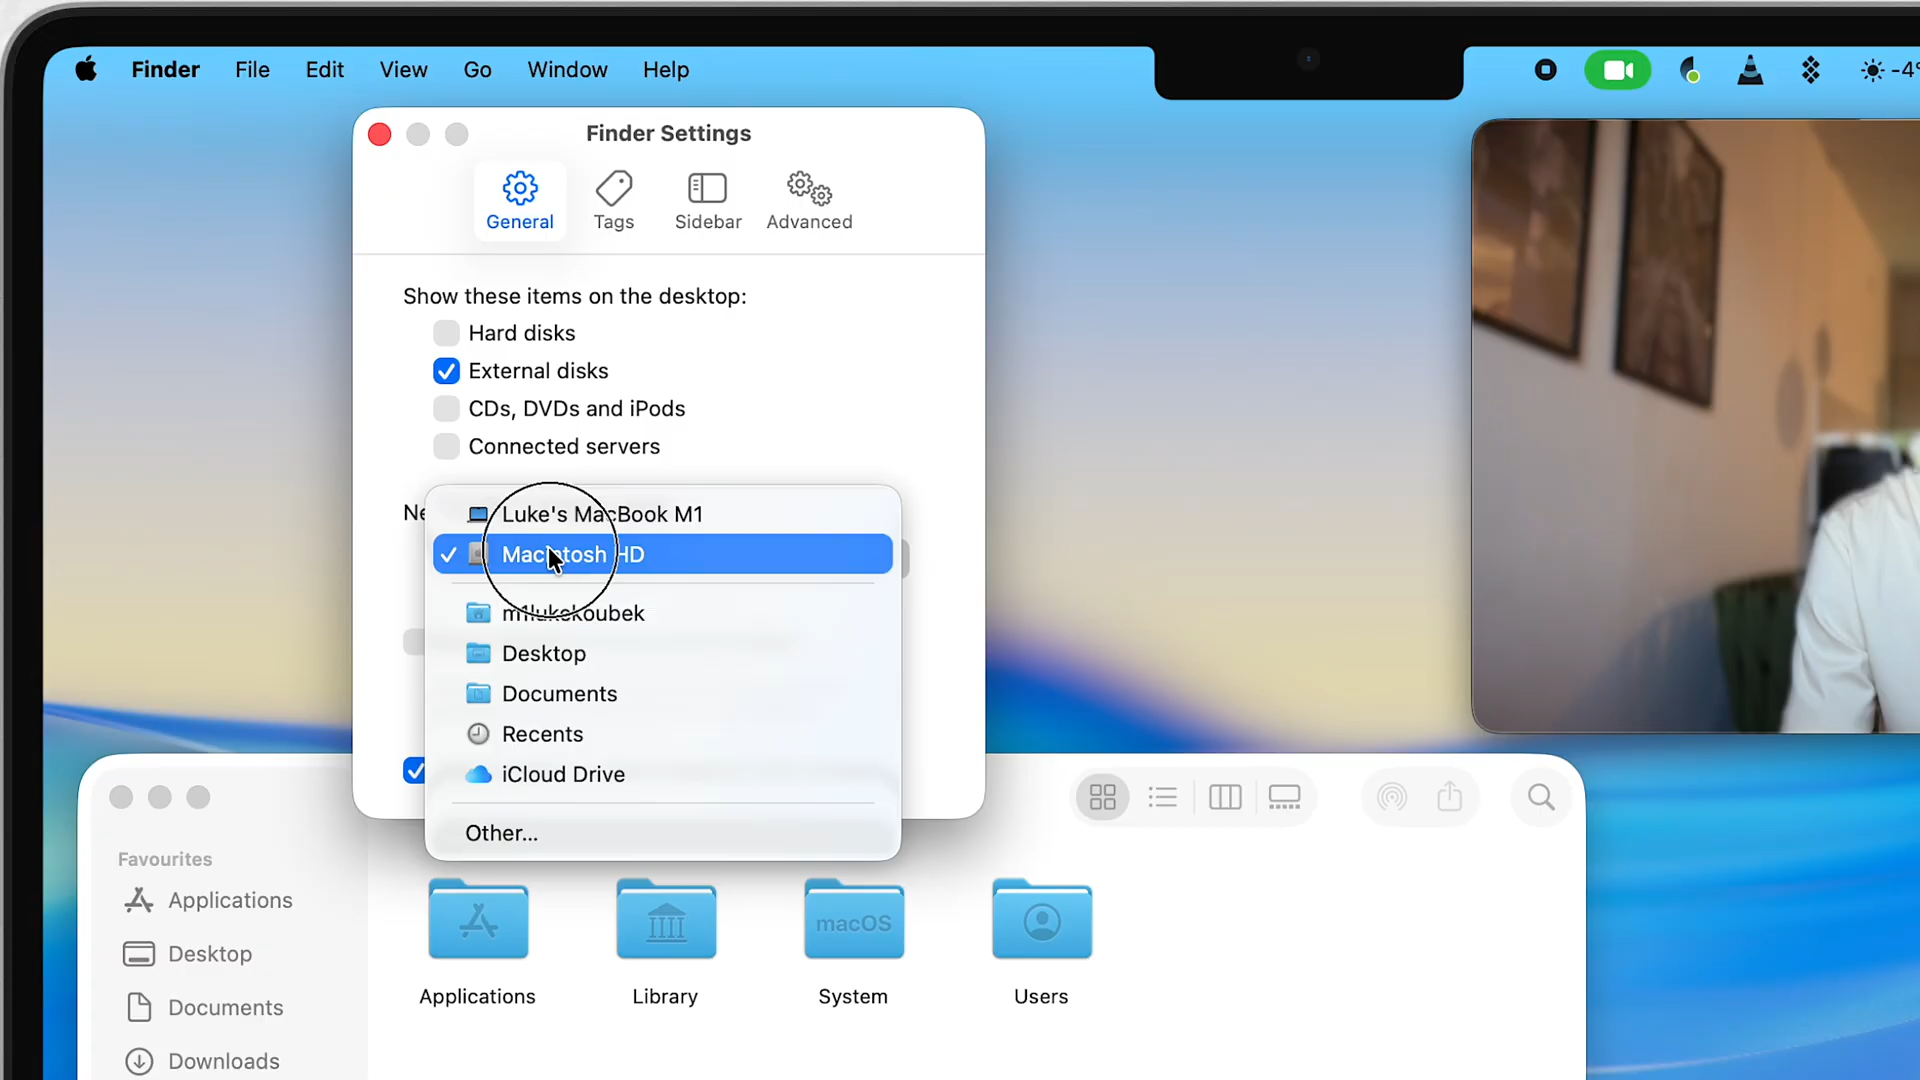 Finder File Edit View Go Window Help
-4°
Finder Settings
General Tags Sidebar Advanced
Show these items on the desktop:
Hard disks
External disks
CDs, DVDs and iPods
Connected servers
Luke's MacBook M1
Macintosh HD
m1lukekoubek
Desktop
Documents
Recents
iCloud Drive
Other...
Favourites
Applications
Desktop
Documents
Downloads
macOS
Applications Library System Users